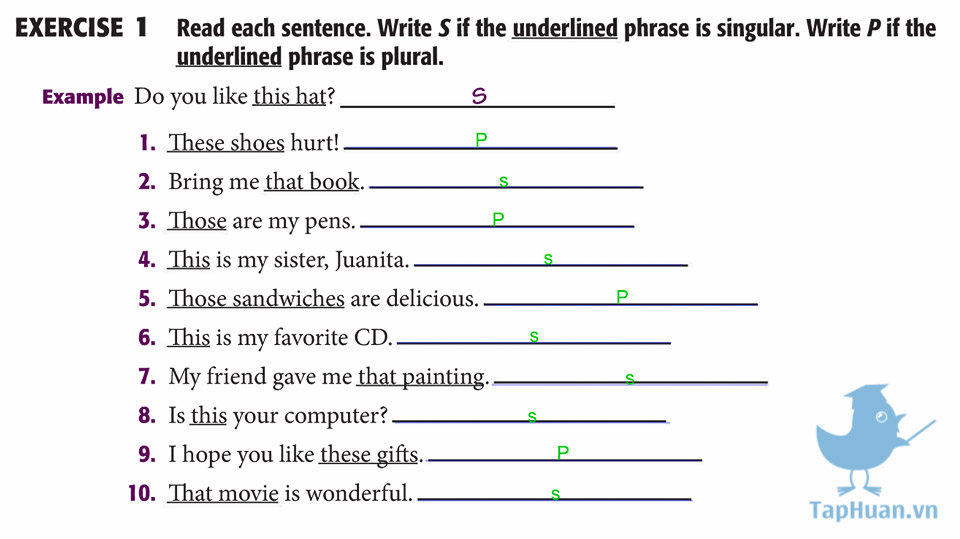 EXERCISE 1 Read each sentence. Write S if the underlined phrase is singular. Write P if the
underlined phrase is plural.
Example Do you like this hat? S
1. These shoes hurt! P
2. Bring me that book. s
3. Those are my pens. P
4. This is my sister, Juanita. s
5. Those sandwiches are delicious. P
6. This is my favorite CD. s
7. My friend gave me that painting. s
8. Is this your computer? s
9. I hope you like these gifts. P
10. That movie is wonderful. s
TapHuan.vn